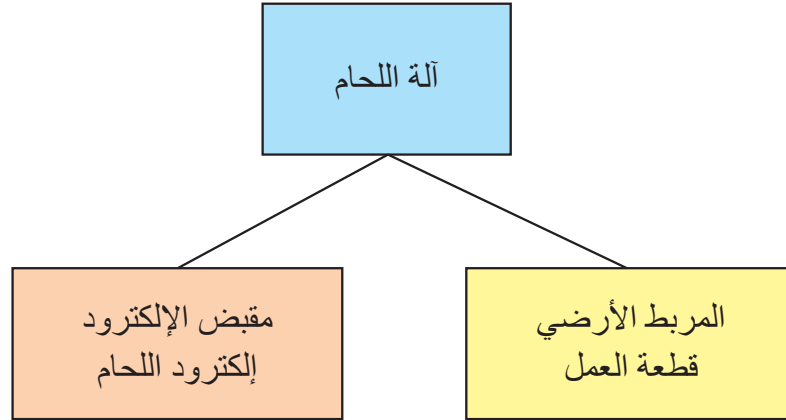 آلة اللحام
المربط الأرضي
قطعة العمل
مقبض الإلكترود
إلكترود اللحام